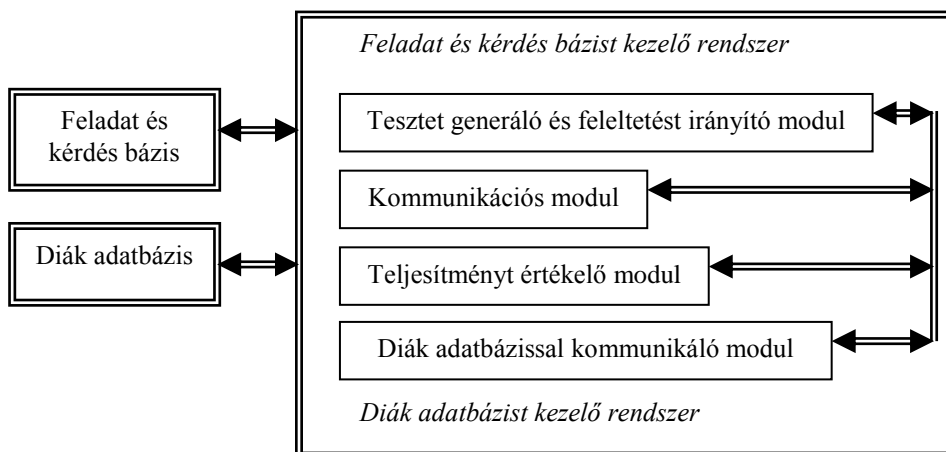 Feladat és kérdés bázist kezelő rendszer
Feladat és
kérdés bázis
Tesztet generáló és feleltetést irányító modul
Kommunikációs modul
Diák adatbázis
Teljesítményt értékelő modul
Diák adatbázissal kommunikáló modul
Diák adatbázist kezelő rendszer